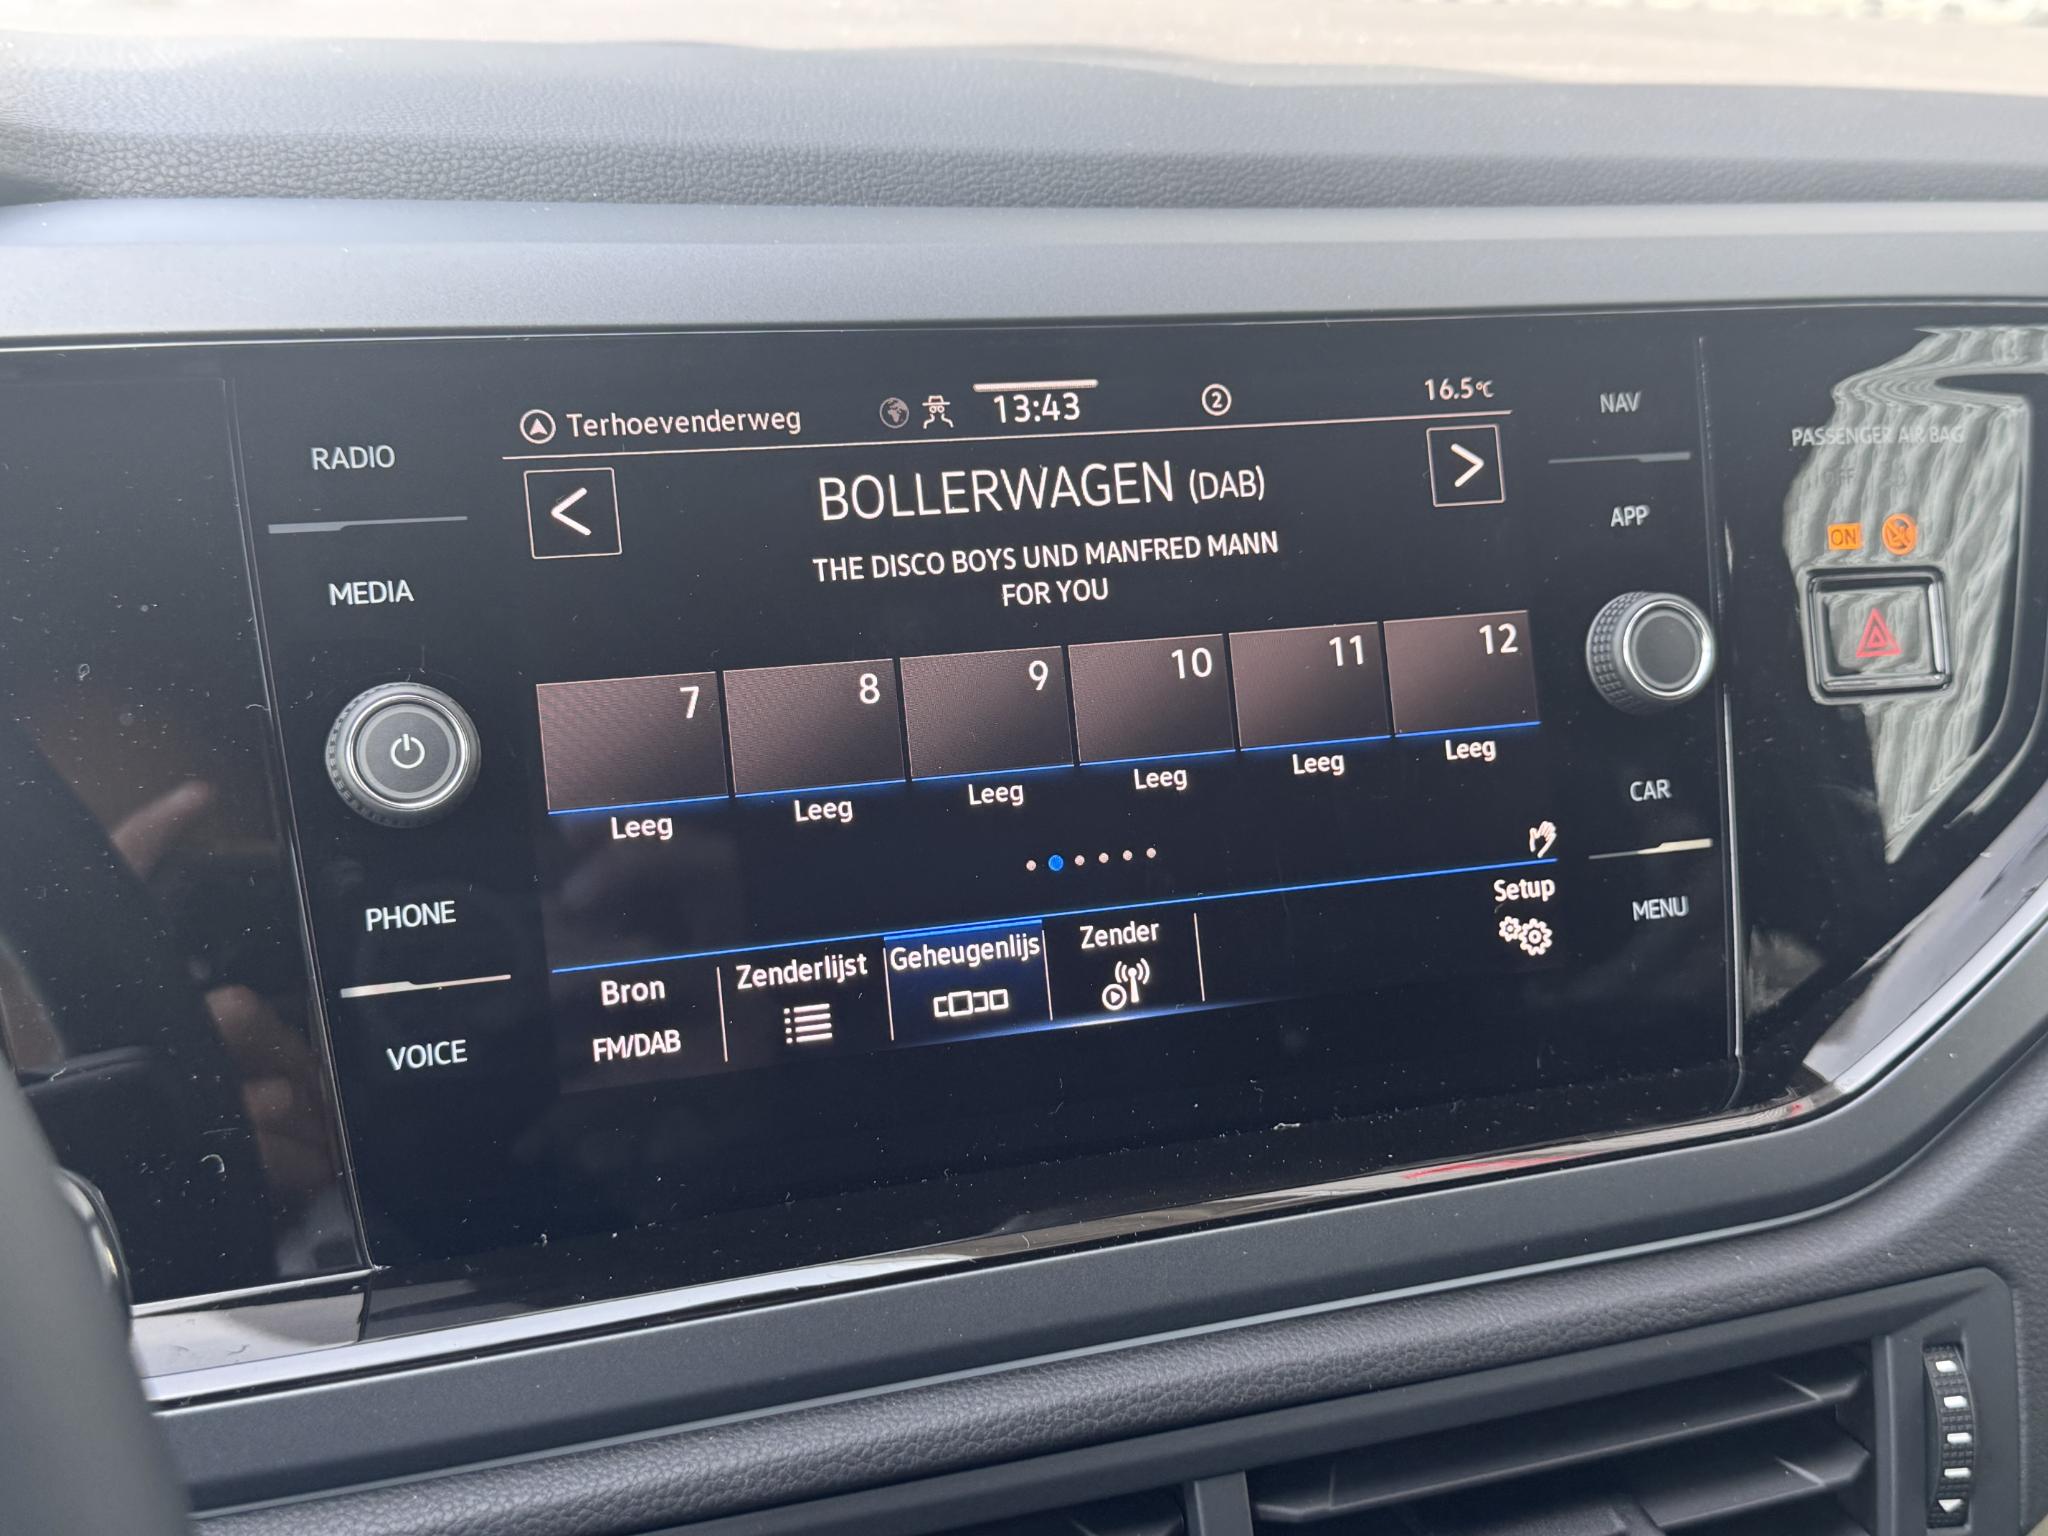 Terhoevenderweg
13:43
2
16.5°C
RADIO
MEDIA
PHONE
VOICE
<
BOLLERWAGEN (DAB)
>
THE DISCO BOYS UND MANFRED MANN
FOR YOU
7
8
9
10
11
12
Leeg
Leeg
Leeg
Leeg
Leeg
Leeg
Bron
FM/DAB
Zenderlijst
Geheugenlijs
Zender
Setup
NAV
APP
CAR
MENU
PASSENGER AIR BAG
OFF
ON